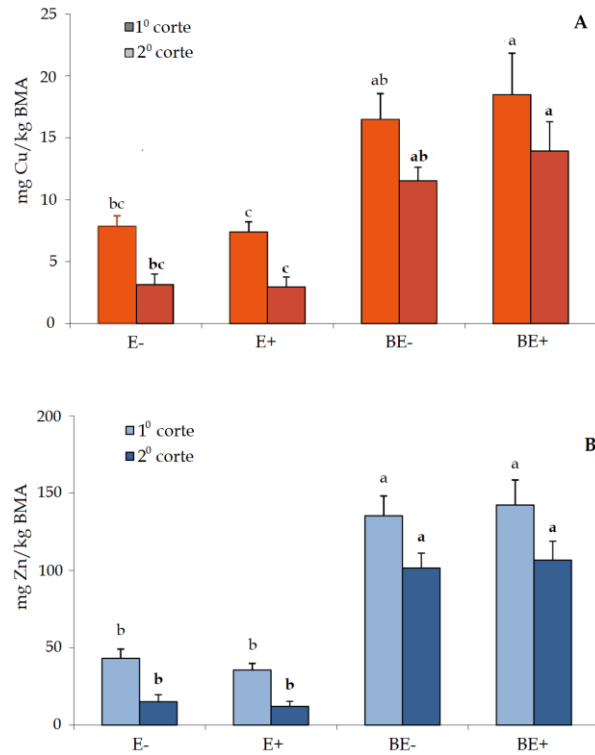 A
1⁰ corte
2⁰ corte
mg Cu/kg BMA
25
20
15
10
5
0
bc
bc
c
c
ab
ab
a
a
E-
E+
BE-
BE+
B
1⁰ corte
2⁰ corte
mg Zn/kg BMA
200
150
100
50
0
b
b
b
b
a
a
a
a
E-
E+
BE-
BE+